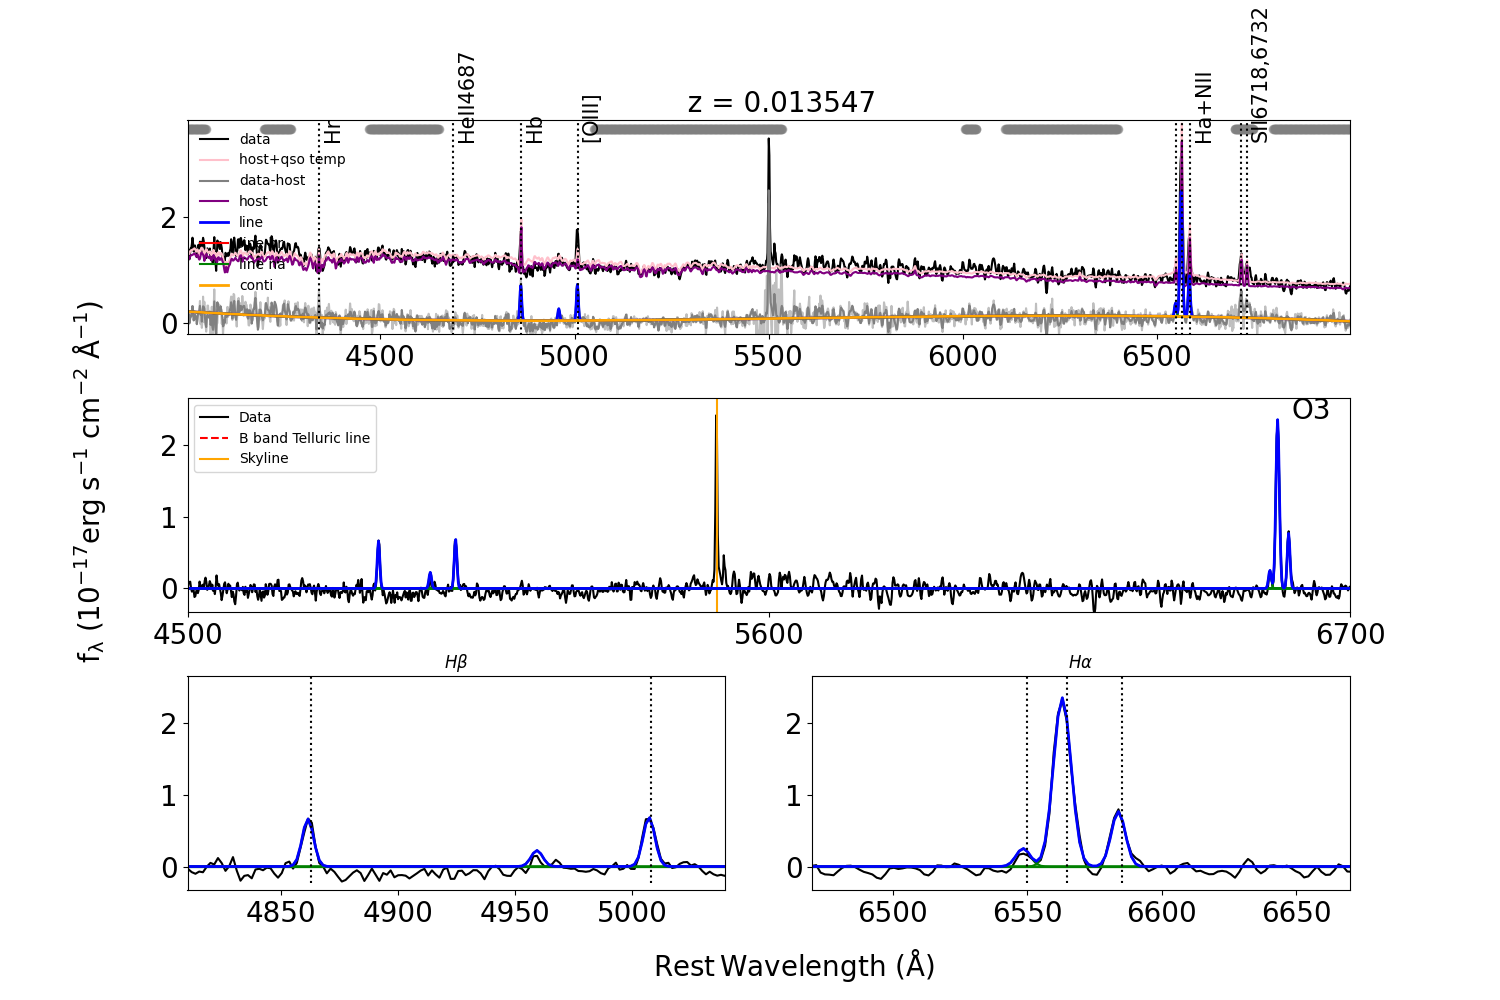 z = 0.013547
Hr
HeII4687
Hb
[OIII]
Ha+NII
SII6718,6732
data
host+qso temp
data-host
host
line
line br
line na
conti
2
0
4500 5000 5500 6000 6500
fλ (10⁻¹⁷erg s⁻¹ cm⁻² Å⁻¹)
Data
B band Telluric line
Skyline
O3
2
1
0
4500 5600 6700
Hβ
2
1
0
4850 4900 4950 5000
Hα
2
1
0
6500 6550 6600 6650
Rest Wavelength (Å)